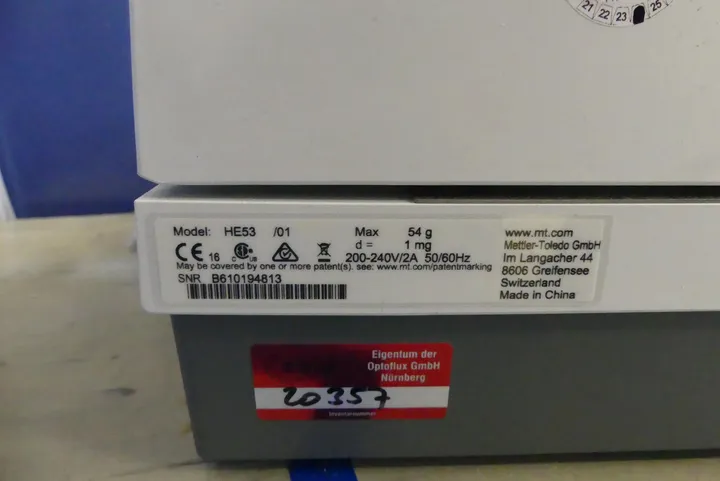 21 22 23 25
Model: HE53 /01 Max 54 g
d = 1 mg
16 200-240V/2A 50/60Hz
May be covered by one or more patent(s). see: www.mt.com/patentmarking
SNR B610194813
www.mt.com
Mettler-Toledo GmbH
Im Langacher 44
8606 Greifensee
Switzerland
Made in China
Eigentum der
Optoflux GmbH
Nürnberg
20357
Inventarnummer